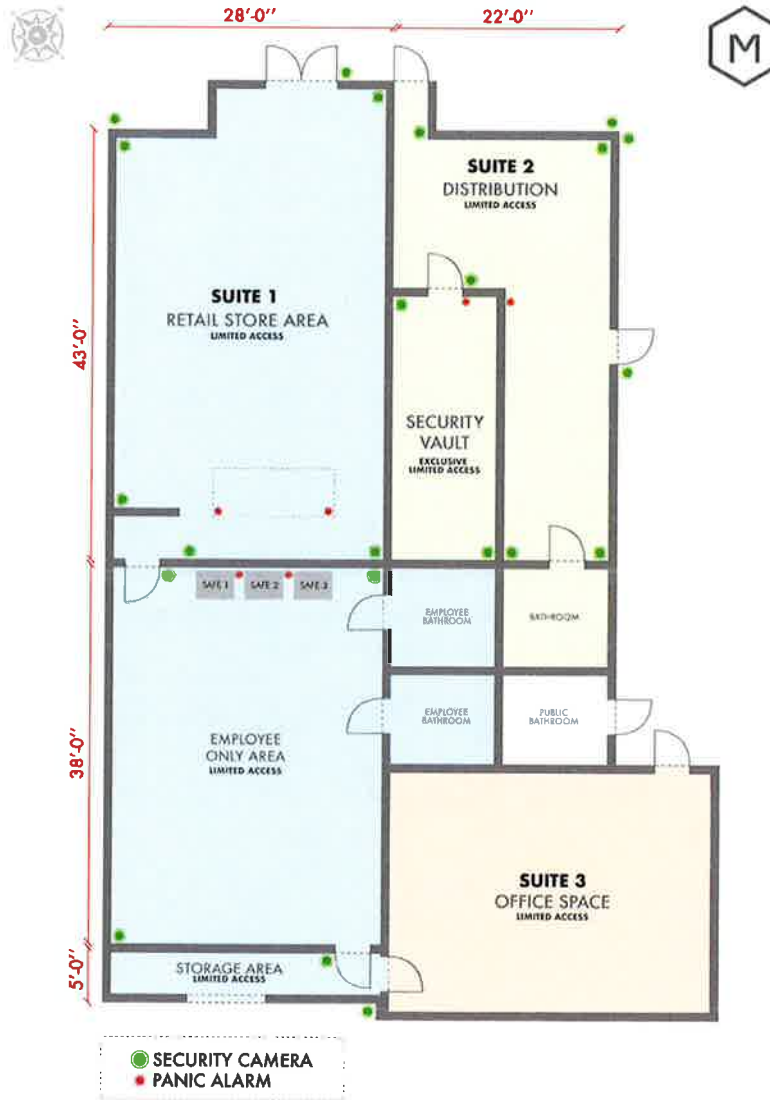 28'-0"
22'-0"
M
SUITE 2
DISTRIBUTION
LIMITED ACCESS
SUITE 1
RETAIL STORE AREA
LIMITED ACCESS
43'-0"
SECURITY
VAULT
EXCLUSIVE
LIMITED ACCESS
SAFE 1
SAFE 2
SAFE 3
EMPLOYEE
BATHROOM
BATHROOM
EMPLOYEE
BATHROOM
PUBLIC
BATHROOM
38'-0"
EMPLOYEE
ONLY AREA
LIMITED ACCESS
SUITE 3
OFFICE SPACE
LIMITED ACCESS
5'-0"
STORAGE AREA
LIMITED ACCESS
SECURITY CAMERA
PANIC ALARM